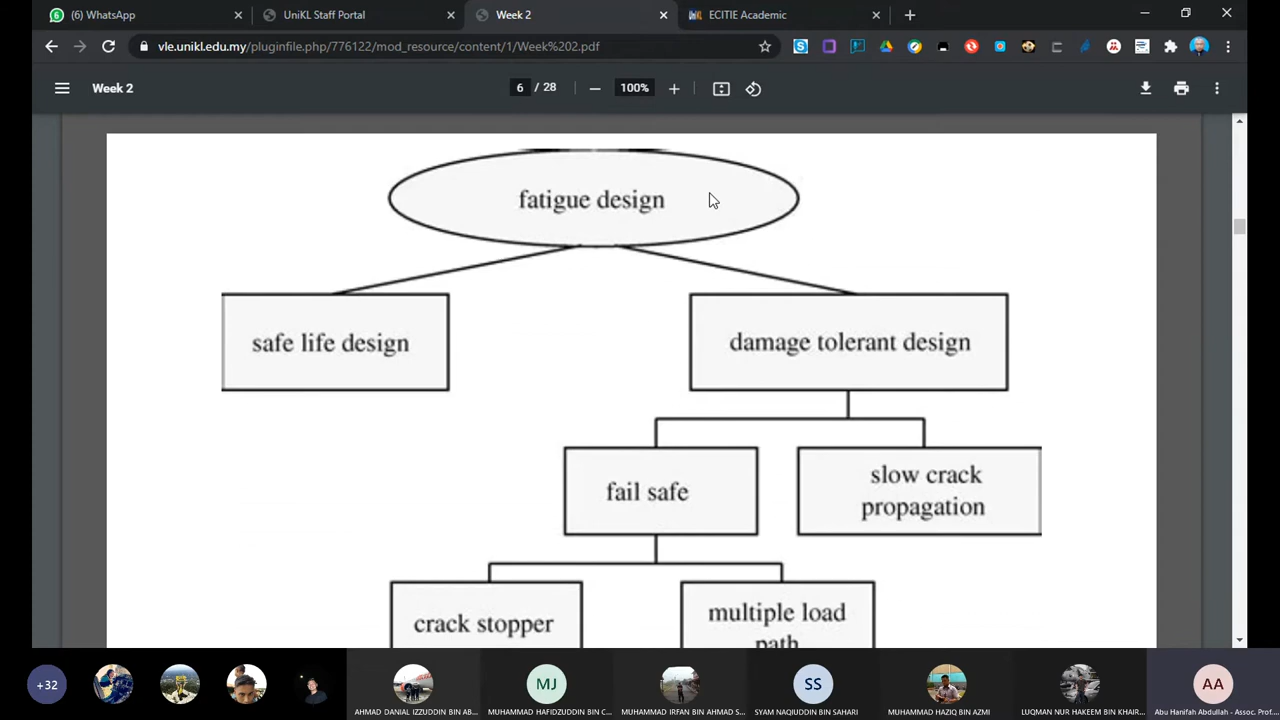 (6) WhatsApp
UniKL Staff Portal
Week 2
ECITIE Academic
vle.unikl.edu.my/pluginfile.php/776122/mod_resource/content/1/Week%202.pdf
Week 2
6 / 28
100%
fatigue design
safe life design
damage tolerant design
fail safe
slow crack
propagation
crack stopper
multiple load
path
+32
MJ
SS
AA
AHMAD DANIAL IZZUDDIN BIN AB...
MUHAMMAD HAFIDZUDDIN BIN C...
MUHAMMAD IRFAN BIN AHMAD S...
SYAM NAQIUDDIN BIN SAHARI
MUHAMMAD HAZIQ BIN AZMI
LUQMAN NUR HAKEEM BIN KHAIR...
Abu Hanifah Abdullah - Assoc. Prof...